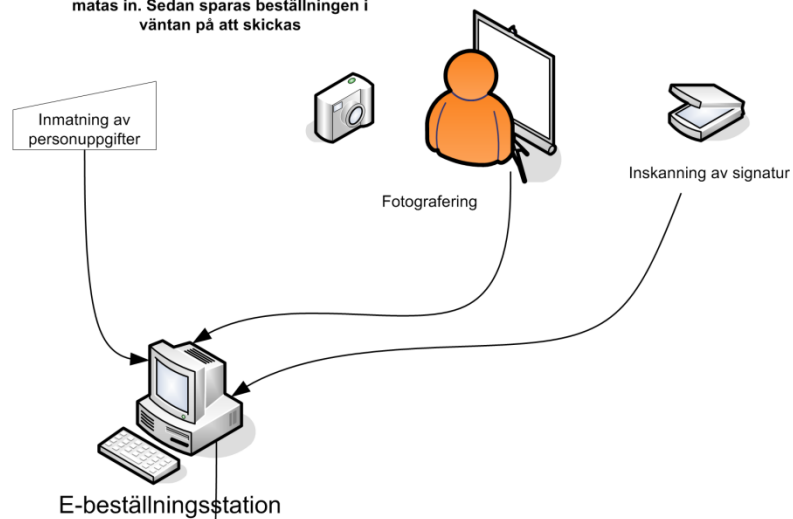 matas in. Sedan sparas beställningen i
väntan på att skickas
Inmatning av
personuppgifter
Fotografering
Inskanning av signatur
E-beställningsstation